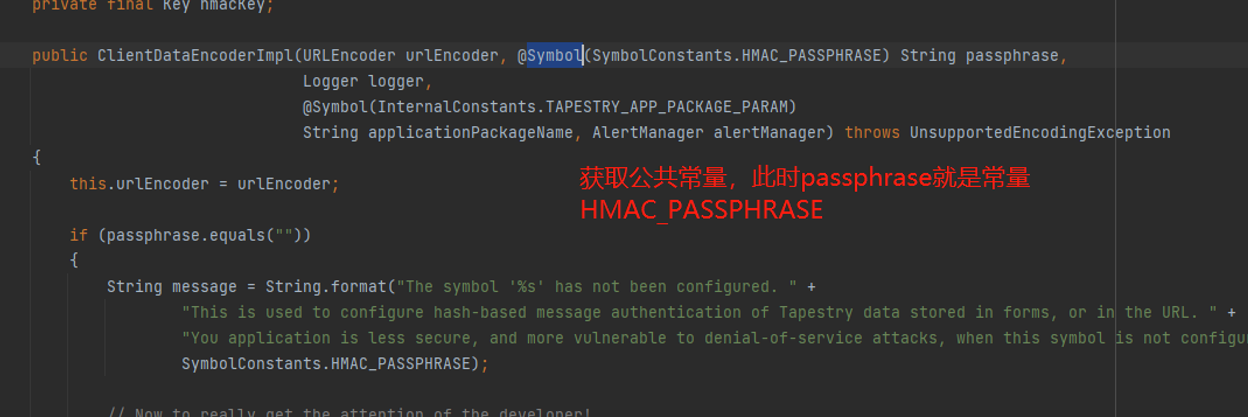 private final Key hmacKey;
public ClientDataEncoderImpl(URLEncoder urlEncoder, @Symbol(SymbolConstants.HMAC_PASSPHRASE) String passphrase,
Logger logger,
@Symbol(InternalConstants.TAPESTRY_APP_PACKAGE_PARAM)
String applicationPackageName, AlertManager alertManager) throws UnsupportedEncodingException
{
获取公共常量，此时passphrase就是常量
this.urlEncoder = urlEncoder;
HMAC_PASSPHRASE
if (passphrase.equals(""))
{
String message = String.format("The symbol '%s' has not been configured. " +
"This is used to configure hash-based message authentication of Tapestry data stored in forms, or in the URL. " +
"You application is less secure, and more vulnerable to denial-of-service attacks, when this symbol is not configu
SymbolConstants.HMAC_PASSPHRASE);
// Now to really get the attention of the developer!